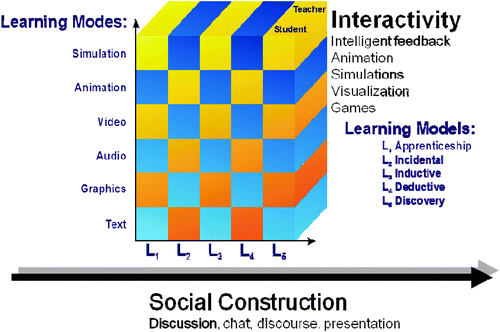 Learning Modes:
Simulation
Animation
Video
Audio
Graphics
Text
L1 L2 L3 L4 L5
Teacher
Student
Interactivity
Intelligent feedback
Animation
Simulations
Visualization
Games
Learning Models:
L1 Apprenticeship
L2 Incidental
L3 Inductive
L4 Deductive
L5 Discovery
Social Construction
Discussion, chat, discourse, presentation